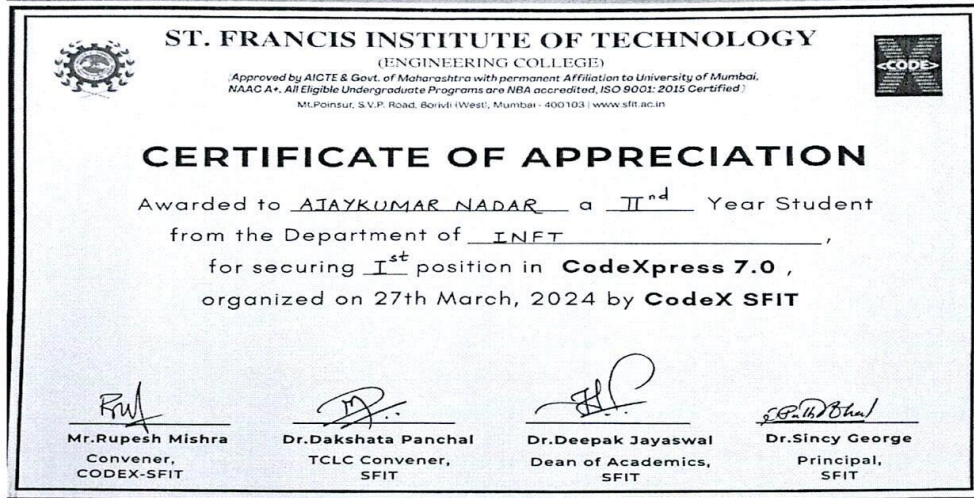 ST. FRANCIS INSTITUTE OF TECHNOLOGY
(ENGINEERING COLLEGE)
(Approved by AICTE & Govt. of Maharashtra with permanent Affiliation to University of Mumbai,
NAAC A+, All Eligible Undergraduate Programs are NBA accredited, ISO 9001: 2015 Certified)
Mt.Poinsur, S.V.P. Road, Borivli (West), Mumbai - 400103 | www.sfit.ac.in
<CODE>
CERTIFICATE OF APPRECIATION
Awarded to AJAYKUMAR NADAR a IInd Year Student
from the Department of INFT,
for securing Ist position in CodeXpress 7.0 ,
organized on 27th March, 2024 by CodeX SFIT
Mr.Rupesh Mishra
Convener,
CODEX-SFIT
Dr.Dakshata Panchal
TCLC Convener,
SFIT
Dr.Deepak Jayaswal
Dean of Academics,
SFIT
Dr.Sincy George
Principal,
SFIT